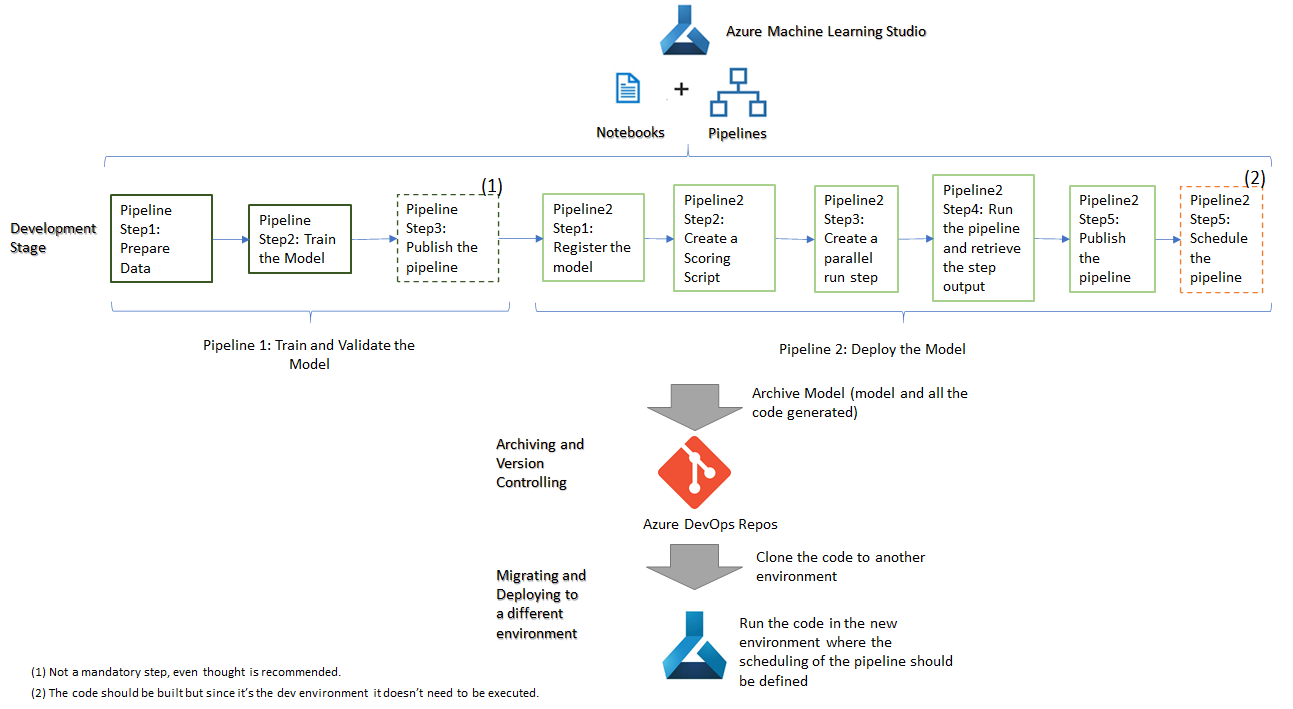 Azure Machine Learning Studio
+
Notebooks
Pipelines
Development
Stage
Pipeline
Step1:
Prepare
Data
Pipeline
Step2: Train
the Model
(1)
Pipeline
Step3:
Publish the
pipeline
Pipeline2
Step1:
Register the
model
Pipeline2
Step2:
Create a
Scoring
Script
Pipeline2
Step3:
Create a
parallel
run step
Pipeline2
Step4: Run
the pipeline
and retrieve
the step
output
Pipeline2
Step5:
Publish
the
pipeline
(2)
Pipeline2
Step5:
Schedule
the
pipeline
Pipeline 1: Train and Validate the
Model
Pipeline 2: Deploy the Model
Archive Model (model and all the
code generated)
Archiving and
Version
Controlling
Azure DevOps Repos
Clone the code to another
environment
Migrating and
Deploying to
a different
environment
Run the code in the new
environment where the
scheduling of the pipeline should
be defined
(1) Not a mandatory step, even thought is recommended.
(2) The code should be built but since it's the dev environment it doesn't need to be executed.